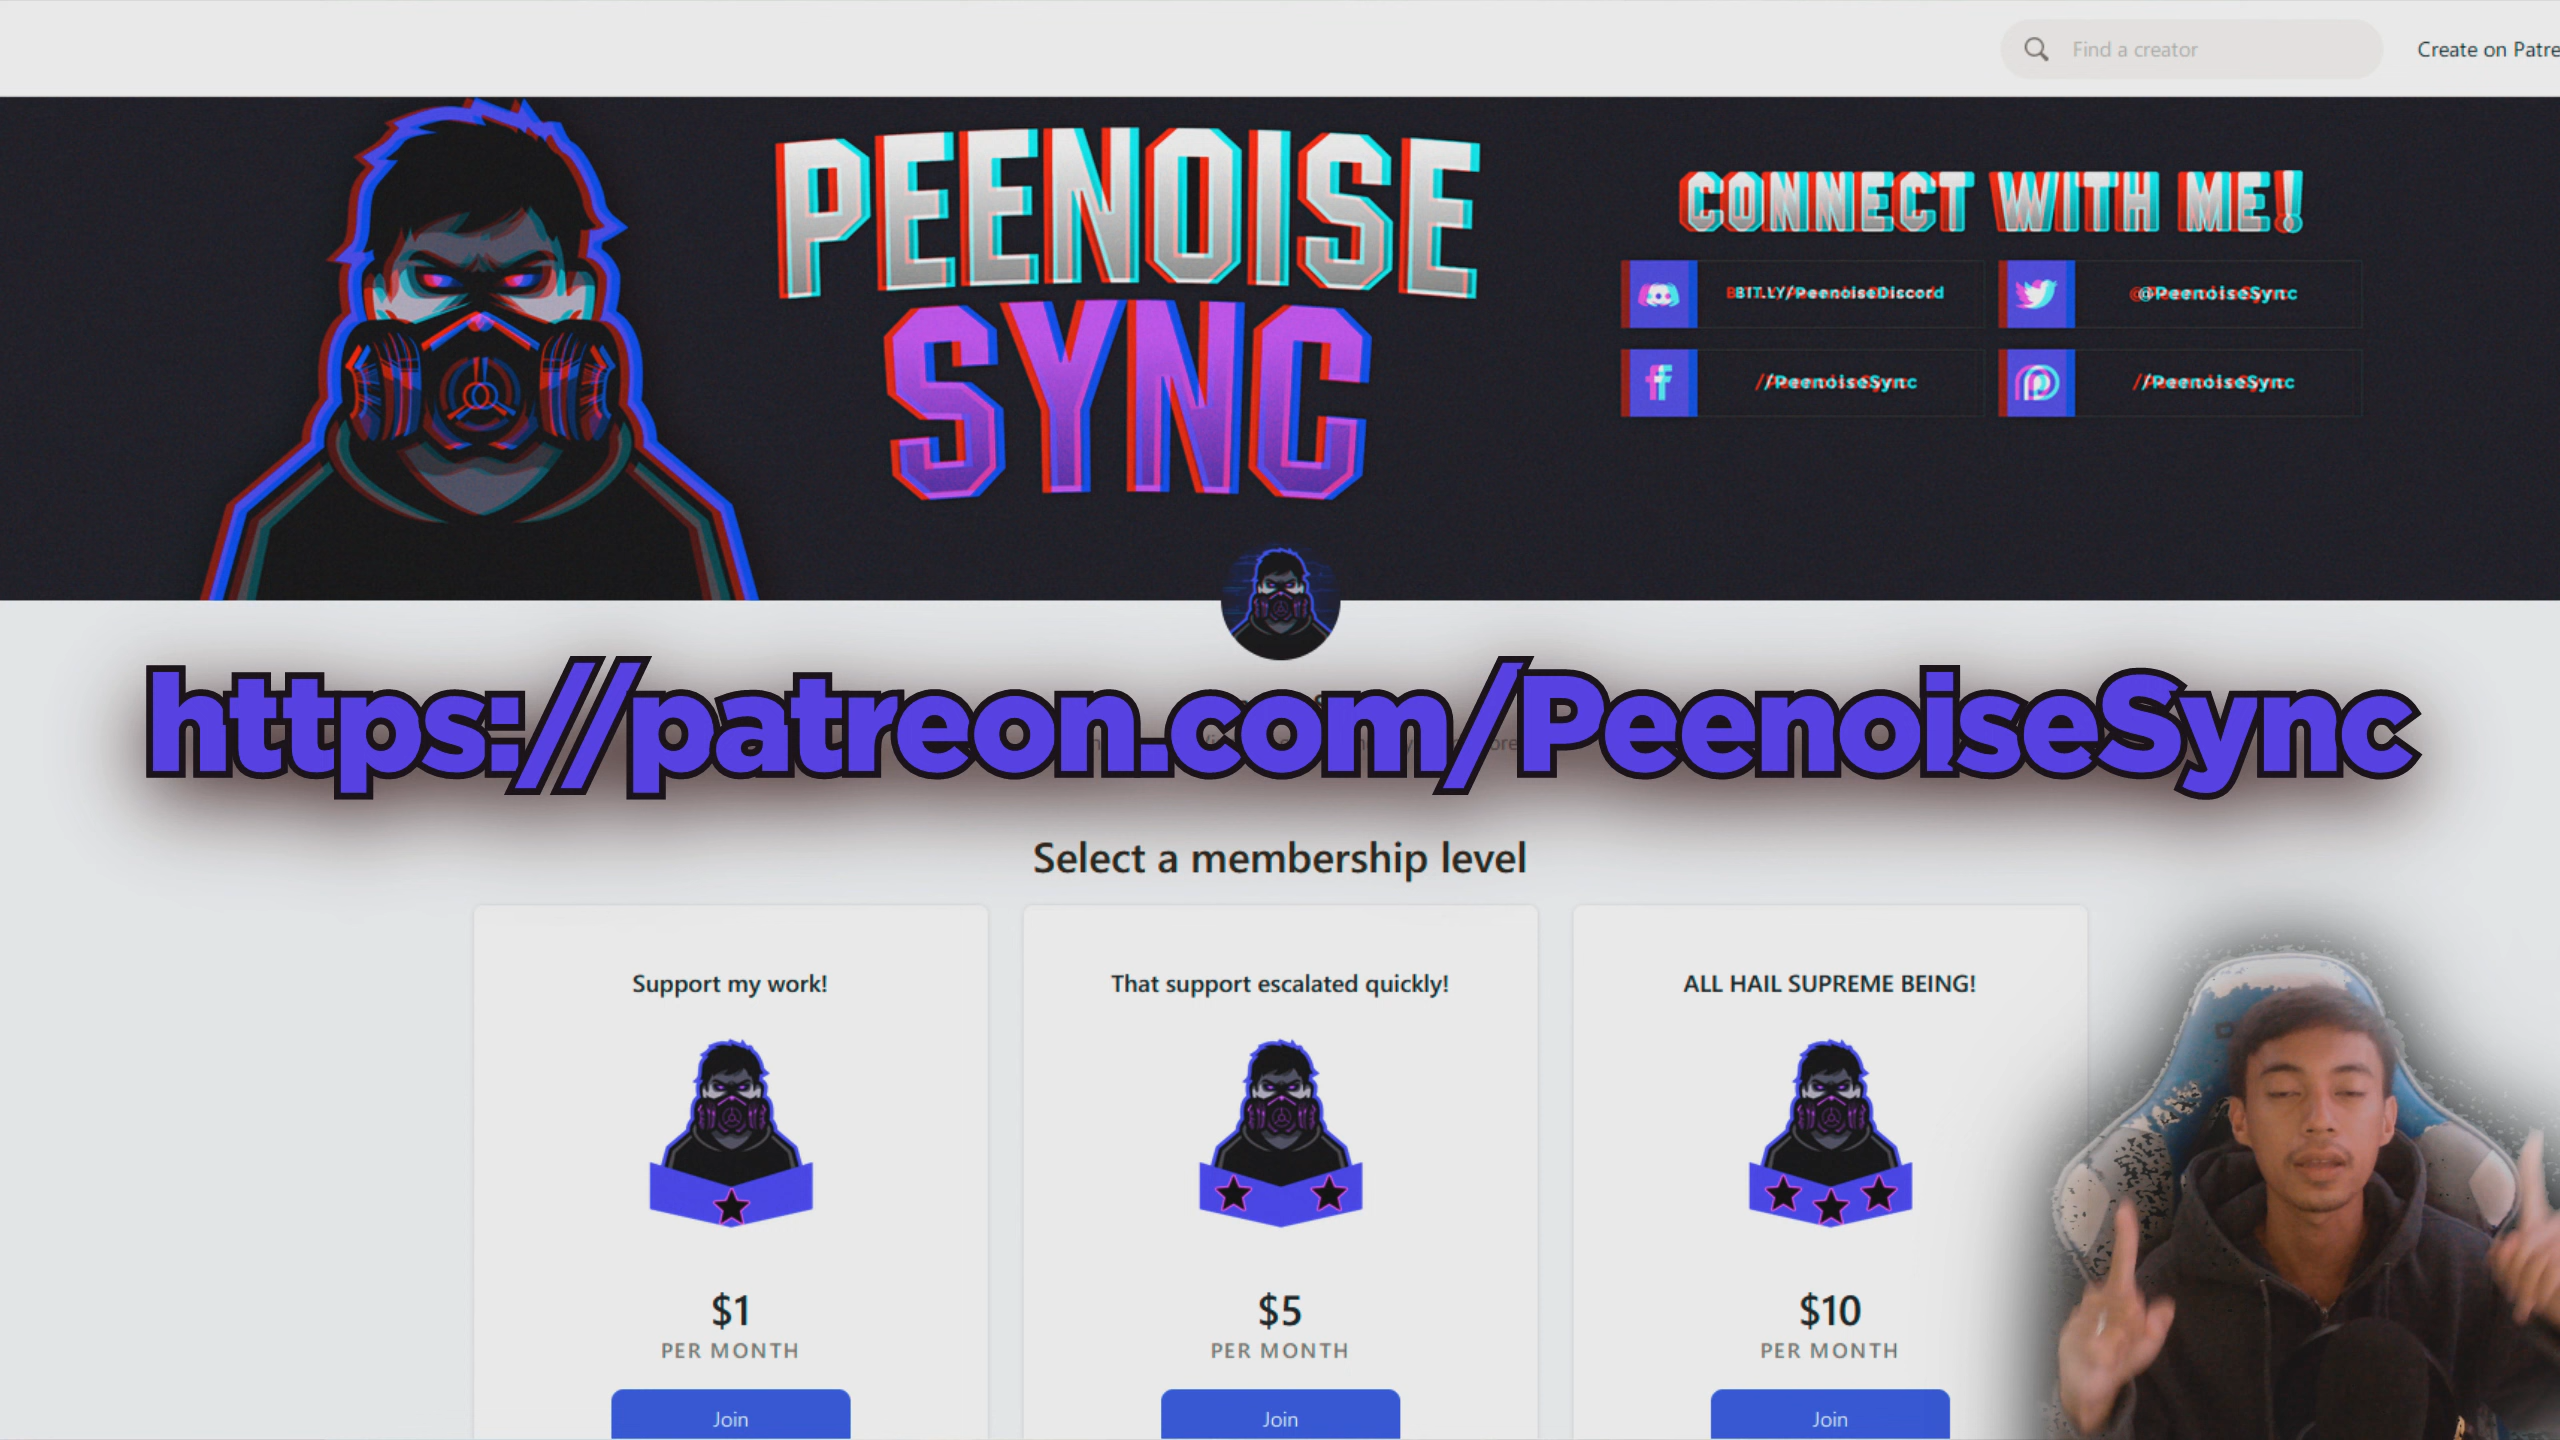 Find a creator
Create on Patre
PEENOISE
SYNC
CONNECT WITH ME!
BIT.LY/PeenoiseDiscord
@PeenoiseSync
/PeenoiseSync
/PeenoiseSync
https://patreon.com/PeenoiseSync
Select a membership level
Support my work!
That support escalated quickly!
ALL HAIL SUPREME BEING!
$1
PER MONTH
Join
$5
PER MONTH
Join
$10
PER MONTH
Join